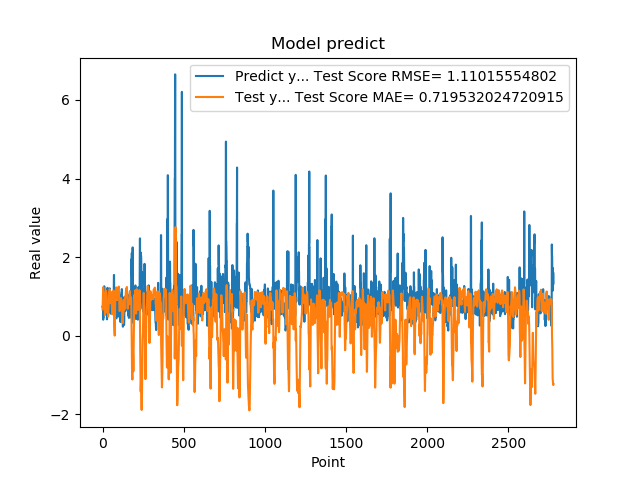 Model predict
Predict y... Test Score RMSE= 1.11015554802
Test y... Test Score MAE= 0.719532024720915
Real value
6
4
2
0
−2
0 500 1000 1500 2000 2500
Point